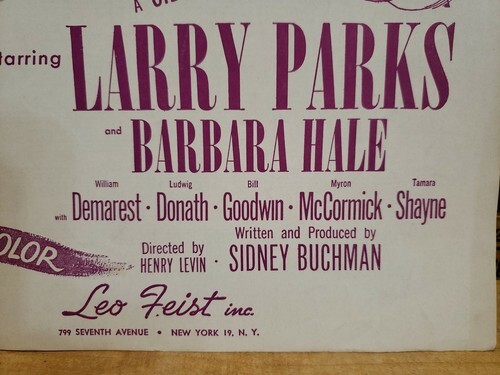 A
starring
LARRY PARKS
and
BARBARA HALE
William Ludwig Bill Myron Tamara
with Demarest · Donath · Goodwin · McCormick · Shayne
Written and Produced by
Directed by
HENRY LEVIN · SIDNEY BUCHMAN
OLOR
Leo Feist inc.
799 SEVENTH AVENUE • NEW YORK 19, N. Y.